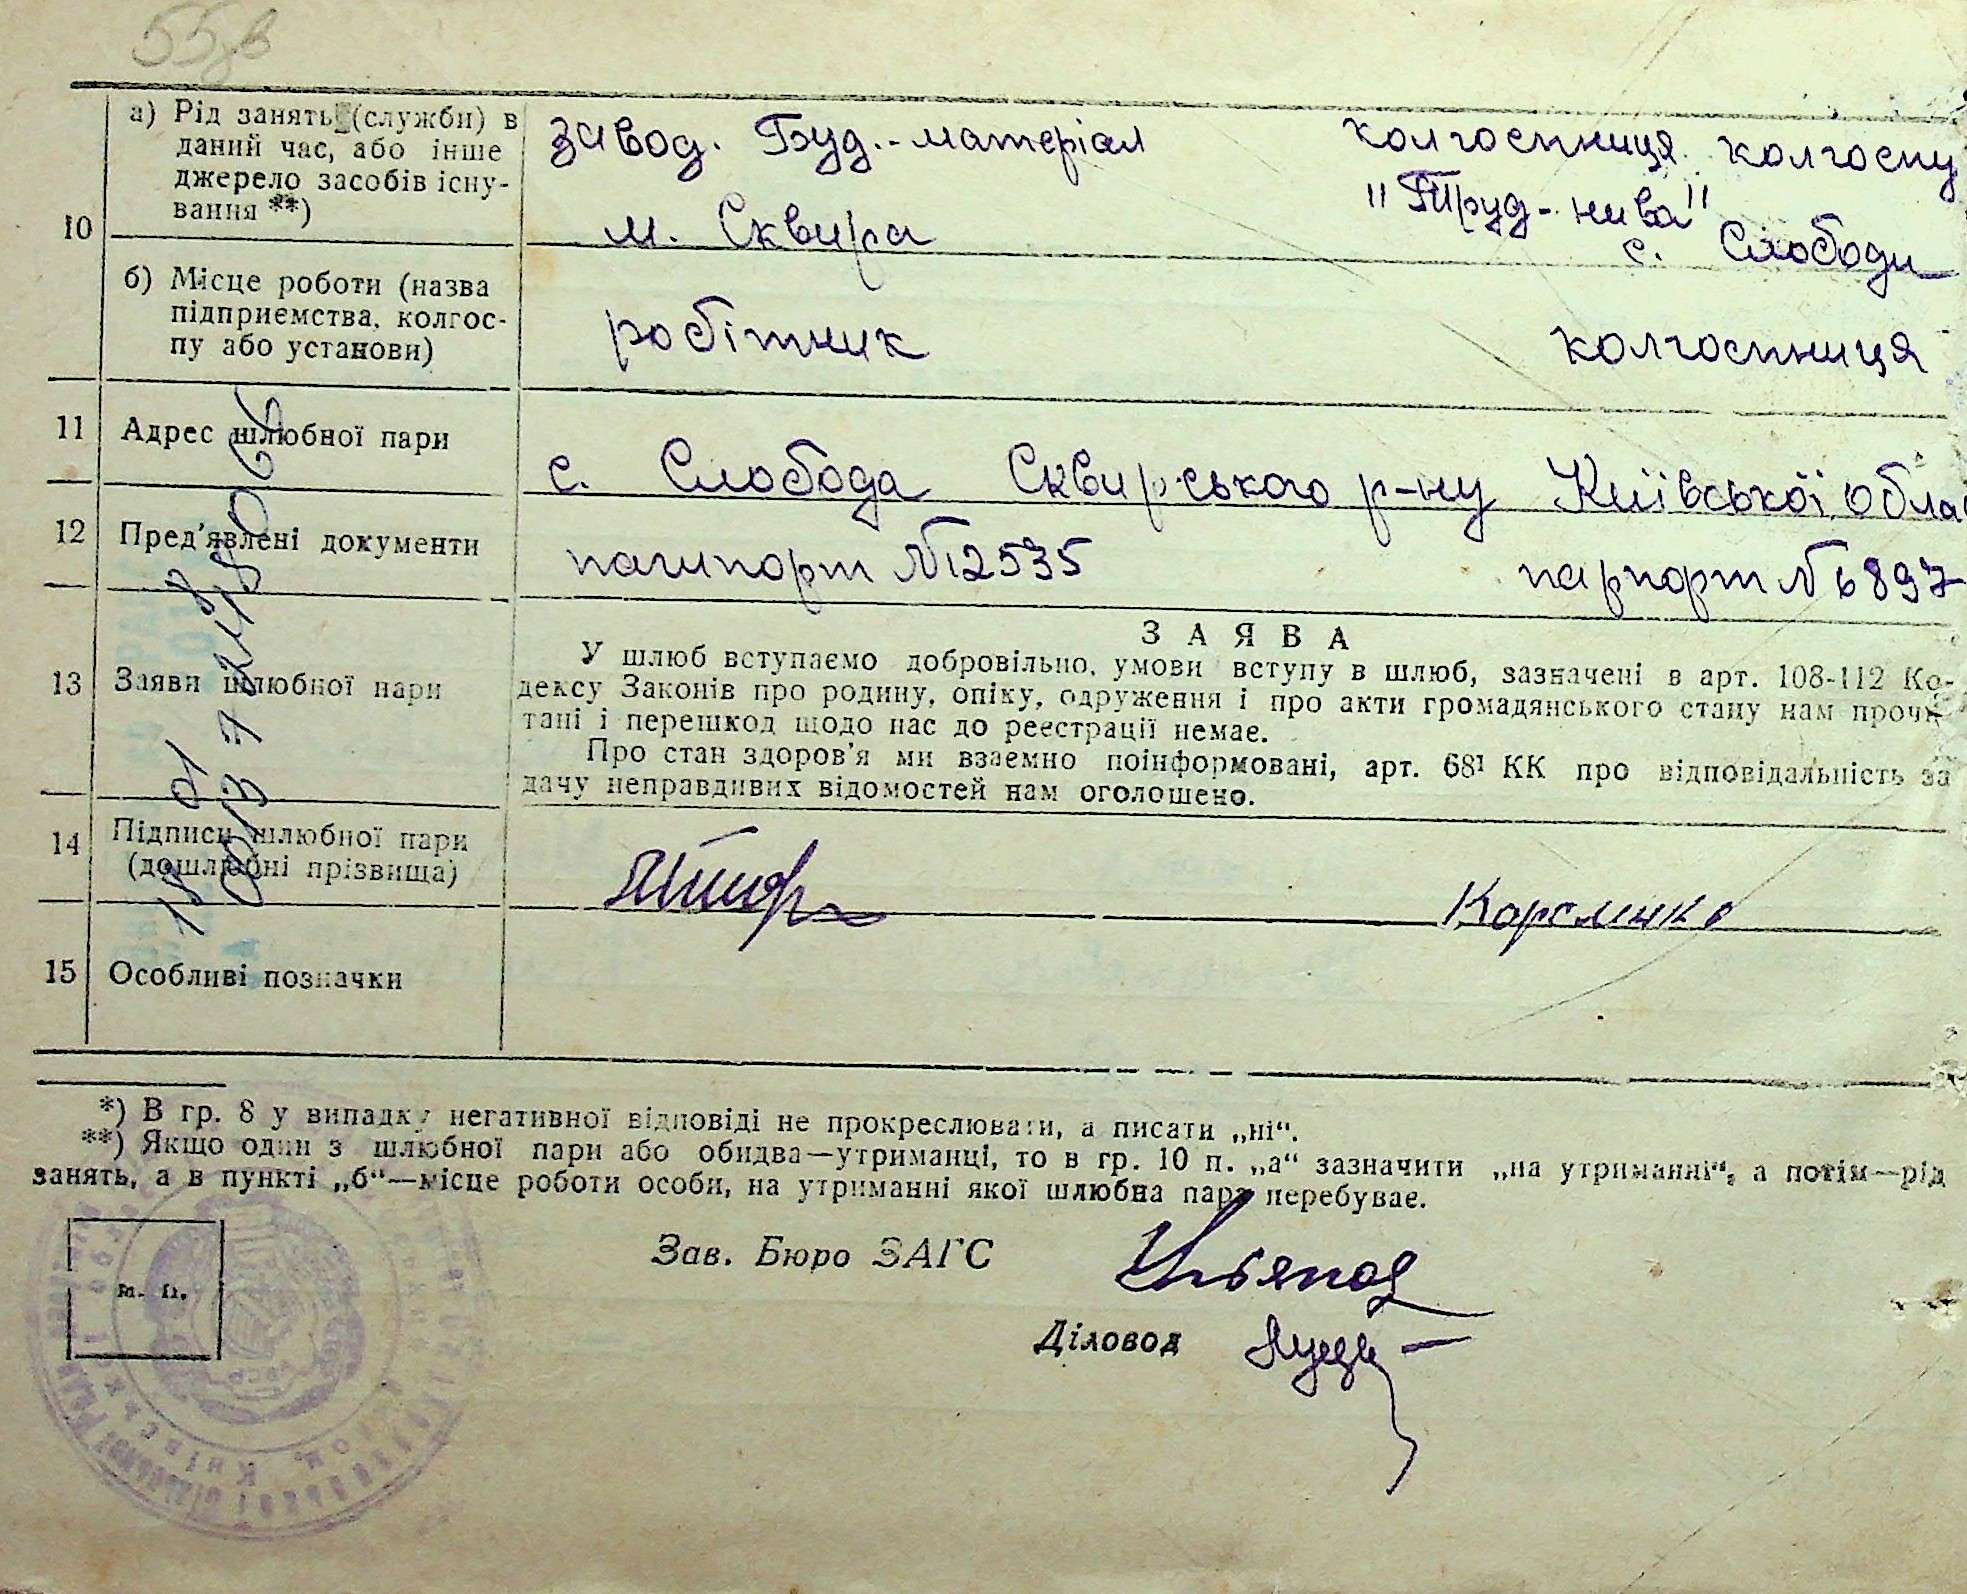 55
10
а) Рід занять (службн) в
даний час, або інше
джерело засобів існу-
вання **)
завод. Буд.-матеріал
м. Сквира
колгоспниця колгоспу
"Труд-нива"
с. Слободи
б) Місце роботи (назва
підприємства, колгос-
пу або установи)
робітник
колгоспниця
11 Адрес шлюбної пари
с. Слобода Сквирського р-ну Київської обла
12 Пред'явлені документи
пашпорт №12535
парпорт №6897
13 Заяви шлюбної пари
ЗАЯВА
У шлюб вступаємо добровільно, умови вступу в шлюб, зазначені в арт. 108-112 Ко-
дексу Законів про родину, опіку, одруження і про акти громадянського стану нам прочи-
тані і перешкод щодо нас до реєстрації немає.
Про стан здоров'я ми взаємно поінформовані, арт. 68¹ КК про відповідальність за
дачу неправдивих відомостей нам оголошено.
14 Підписи шлюбної пари
(дошлюбні прізвища)
15 Особливі позначки
*) В гр. 8 у випадку негативної відповіді не прокреслювати, а писати „ні“.
**) Якщо один з шлюбної пари або обидва—утриманці, то в гр. 10 п. „а“ зазначити „на утриманні“, а потім—рід
занять, а в пункті „б“—місце роботи особи, на утриманні якої шлюбна пара перебуває.
м. п.
Зав. Бюро ЗАГС
Діловод